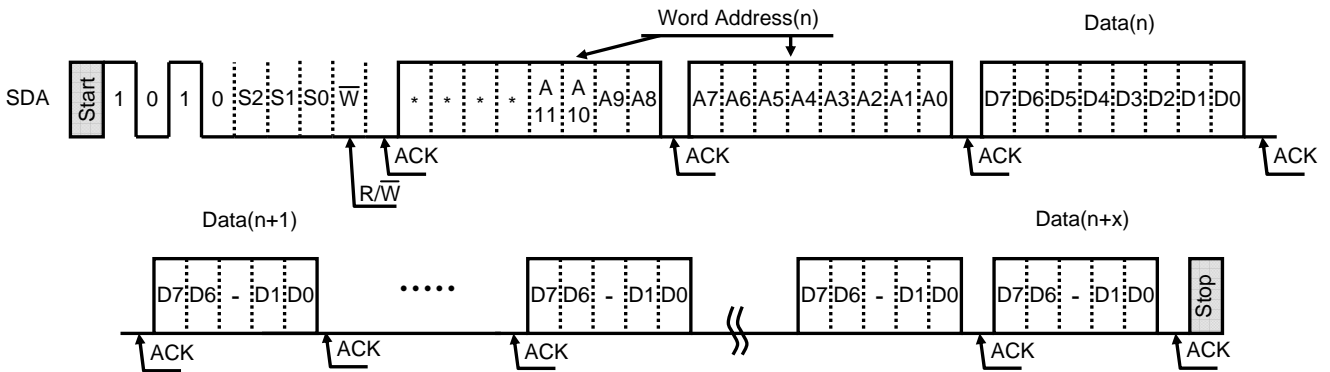 Word Address(n) Data(n)
SDA Start 1 0 1 0 S2 S1 S0 W̅ * * * * A11 A10 A9 A8 A7 A6 A5 A4 A3 A2 A1 A0 D7 D6 D5 D4 D3 D2 D1 D0
ACK ACK ACK ACK
R/W̅
Data(n+1) Data(n+x)
D7 D6 - D1 D0 ••••• D7 D6 - D1 D0 D7 D6 - D1 D0 D7 D6 - D1 D0 Stop
ACK ACK ACK ACK ACK